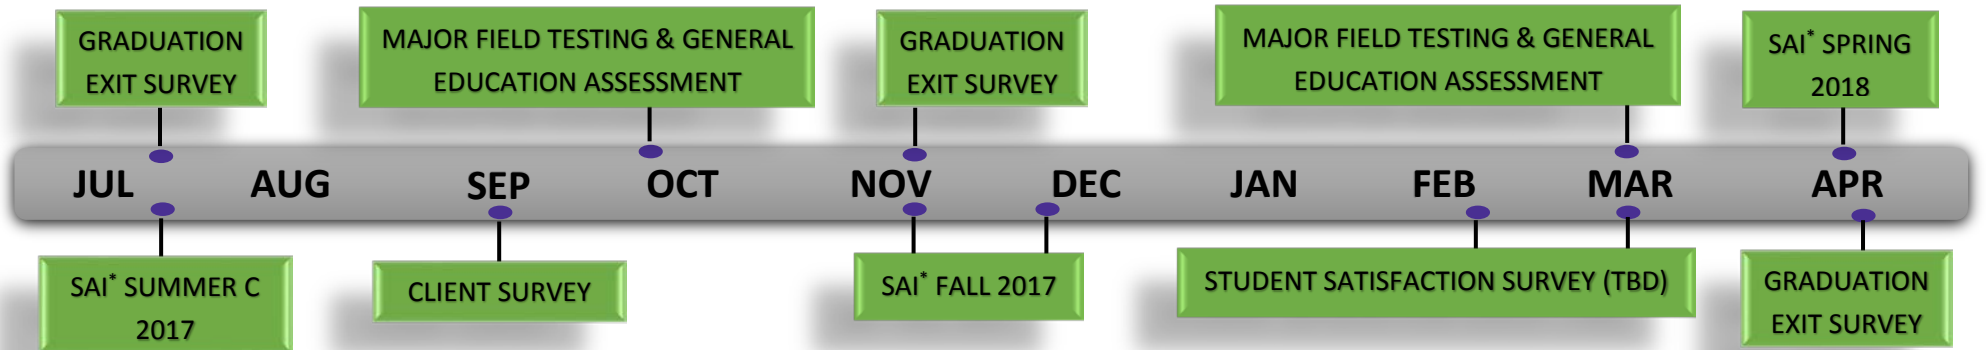 GRADUATION
EXIT SURVEY
MAJOR FIELD TESTING & GENERAL
EDUCATION ASSESSMENT
GRADUATION
EXIT SURVEY
MAJOR FIELD TESTING & GENERAL
EDUCATION ASSESSMENT
SAI* SPRING
2018
JUL AUG SEP OCT NOV DEC JAN FEB MAR APR
SAI* SUMMER C
2017
CLIENT SURVEY
SAI* FALL 2017
STUDENT SATISFACTION SURVEY (TBD)
GRADUATION
EXIT SURVEY